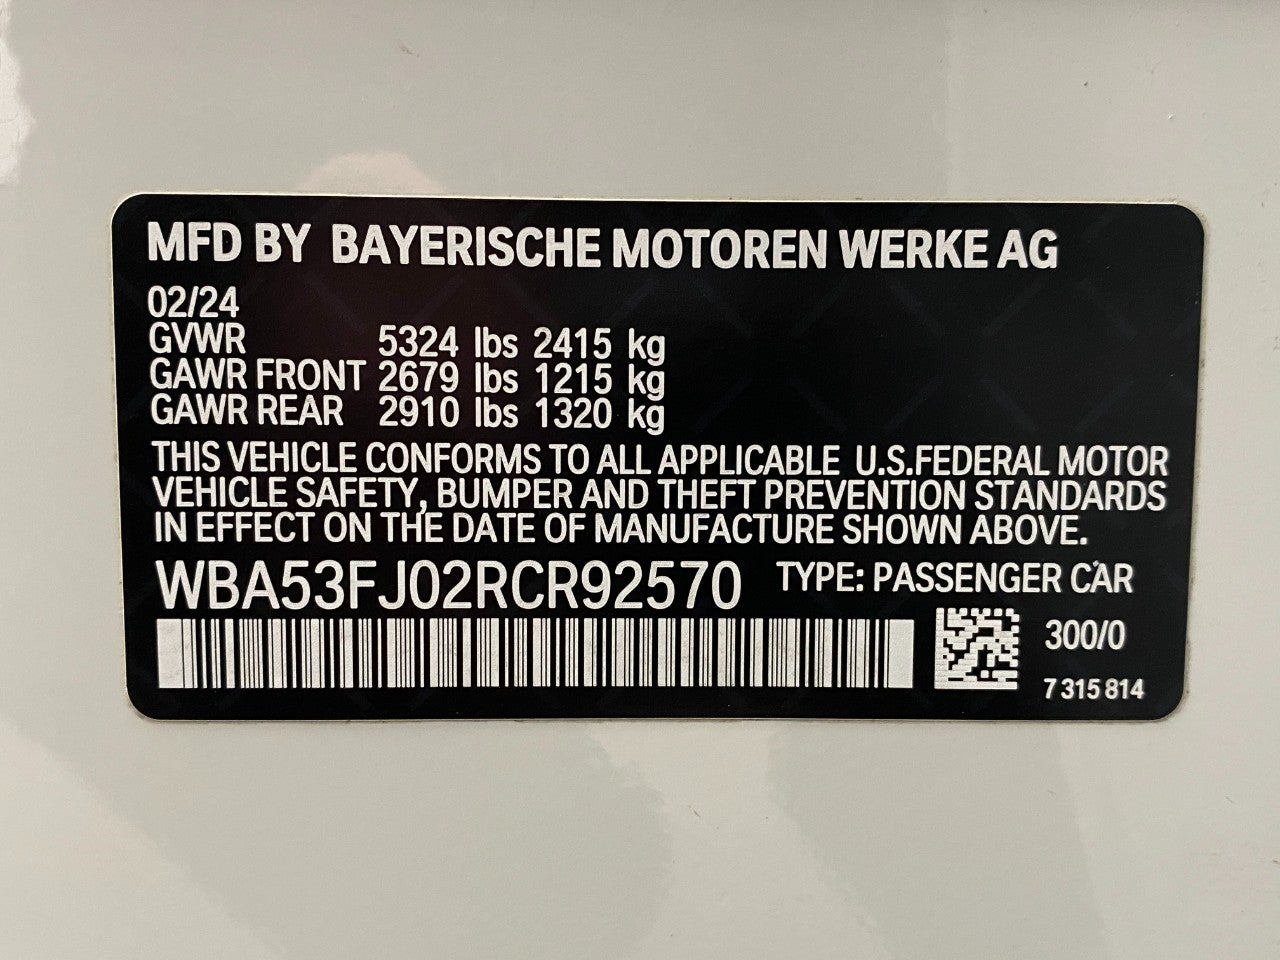 MFD BY BAYERISCHE MOTOREN WERKE AG
02/24
GVWR 5324 lbs 2415 kg
GAWR FRONT 2679 lbs 1215 kg
GAWR REAR 2910 lbs 1320 kg
THIS VEHICLE CONFORMS TO ALL APPLICABLE U.S.FEDERAL MOTOR
VEHICLE SAFETY, BUMPER AND THEFT PREVENTION STANDARDS
IN EFFECT ON THE DATE OF MANUFACTURE SHOWN ABOVE.
WBA53FJ02RCR92570 TYPE: PASSENGER CAR
300/0
7 315 814